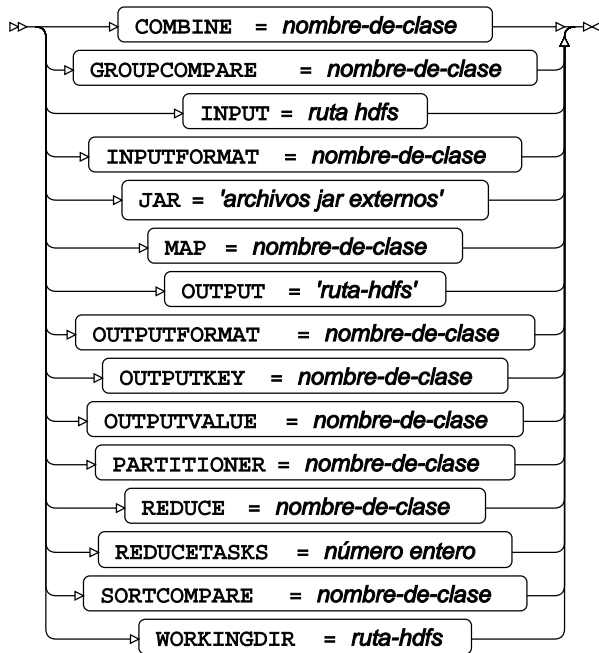 COMBINE = nombre-de-clase
GROUPCOMPARE = nombre-de-clase
INPUT = ruta hdfs
INPUTFORMAT = nombre-de-clase
JAR = 'archivos jar externos'
MAP = nombre-de-clase
OUTPUT = 'ruta-hdfs'
OUTPUTFORMAT = nombre-de-clase
OUTPUTKEY = nombre-de-clase
OUTPUTVALUE = nombre-de-clase
PARTITIONER = nombre-de-clase
REDUCE = nombre-de-clase
REDUCETASKS = número entero
SORTCOMPARE = nombre-de-clase
WORKINGDIR = ruta-hdfs